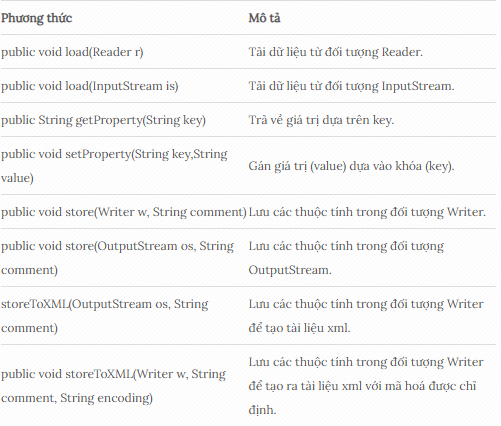 Phương thức Mô tả
public void load(Reader r) Tải dữ liệu từ đối tượng Reader.
public void load(InputStream is) Tải dữ liệu từ đối tượng InputStream.
public String getProperty(String key) Trả về giá trị dựa trên key.
public void setProperty(String key,String
value)
Gán giá trị (value) dựa vào khóa (key).
public void store(Writer w, String comment) Lưu các thuộc tính trong đối tượng Writer.
public void store(OutputStream os, String
comment)
Lưu các thuộc tính trong đối tượng
OutputStream.
storeToXML(OutputStream os, String
comment)
Lưu các thuộc tính trong đối tượng Writer
để tạo tài liệu xml.
public void storeToXML(Writer w, String
comment, String encoding)
Lưu các thuộc tính trong đối tượng Writer
để tạo ra tài liệu xml với mã hoá được chỉ
định.